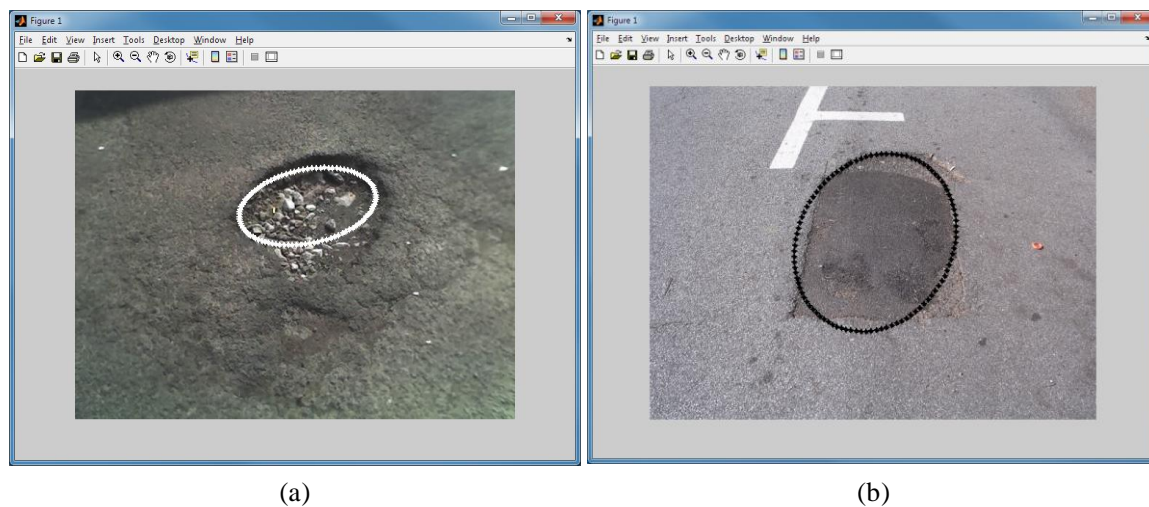 Figure 1
File Edit View Insert Tools Desktop Window Help
Figure 1
File Edit View Insert Tools Desktop Window Help
(a)
(b)